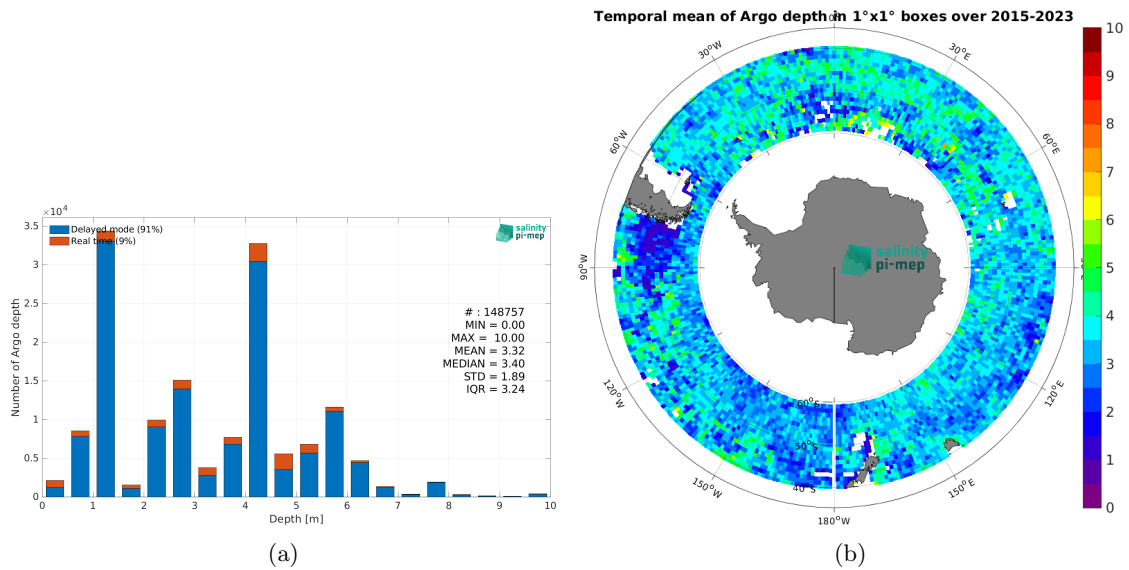 ×10⁴
3.5
3
2.5
2
1.5
1
0.5
0
Number of Argo depth
Delayed mode (91%)
Real time (9%)
salinity
pi-mep
# : 148757
MIN = 0.00
MAX = 10.00
MEAN = 3.32
MEDIAN = 3.40
STD = 1.89
IQR = 3.24
0 1 2 3 4 5 6 7 8 9 10
Depth [m]
(a)
Temporal mean of Argo depth in 1°x1° boxes over 2015-2023
30°W
30°E
60°W
60°E
90°W
120°W
120°E
150°W
150°E
180°W
60°S
50°S
40°S
salinity
pi-mep
10
9
8
7
6
5
4
3
2
1
0
(b)